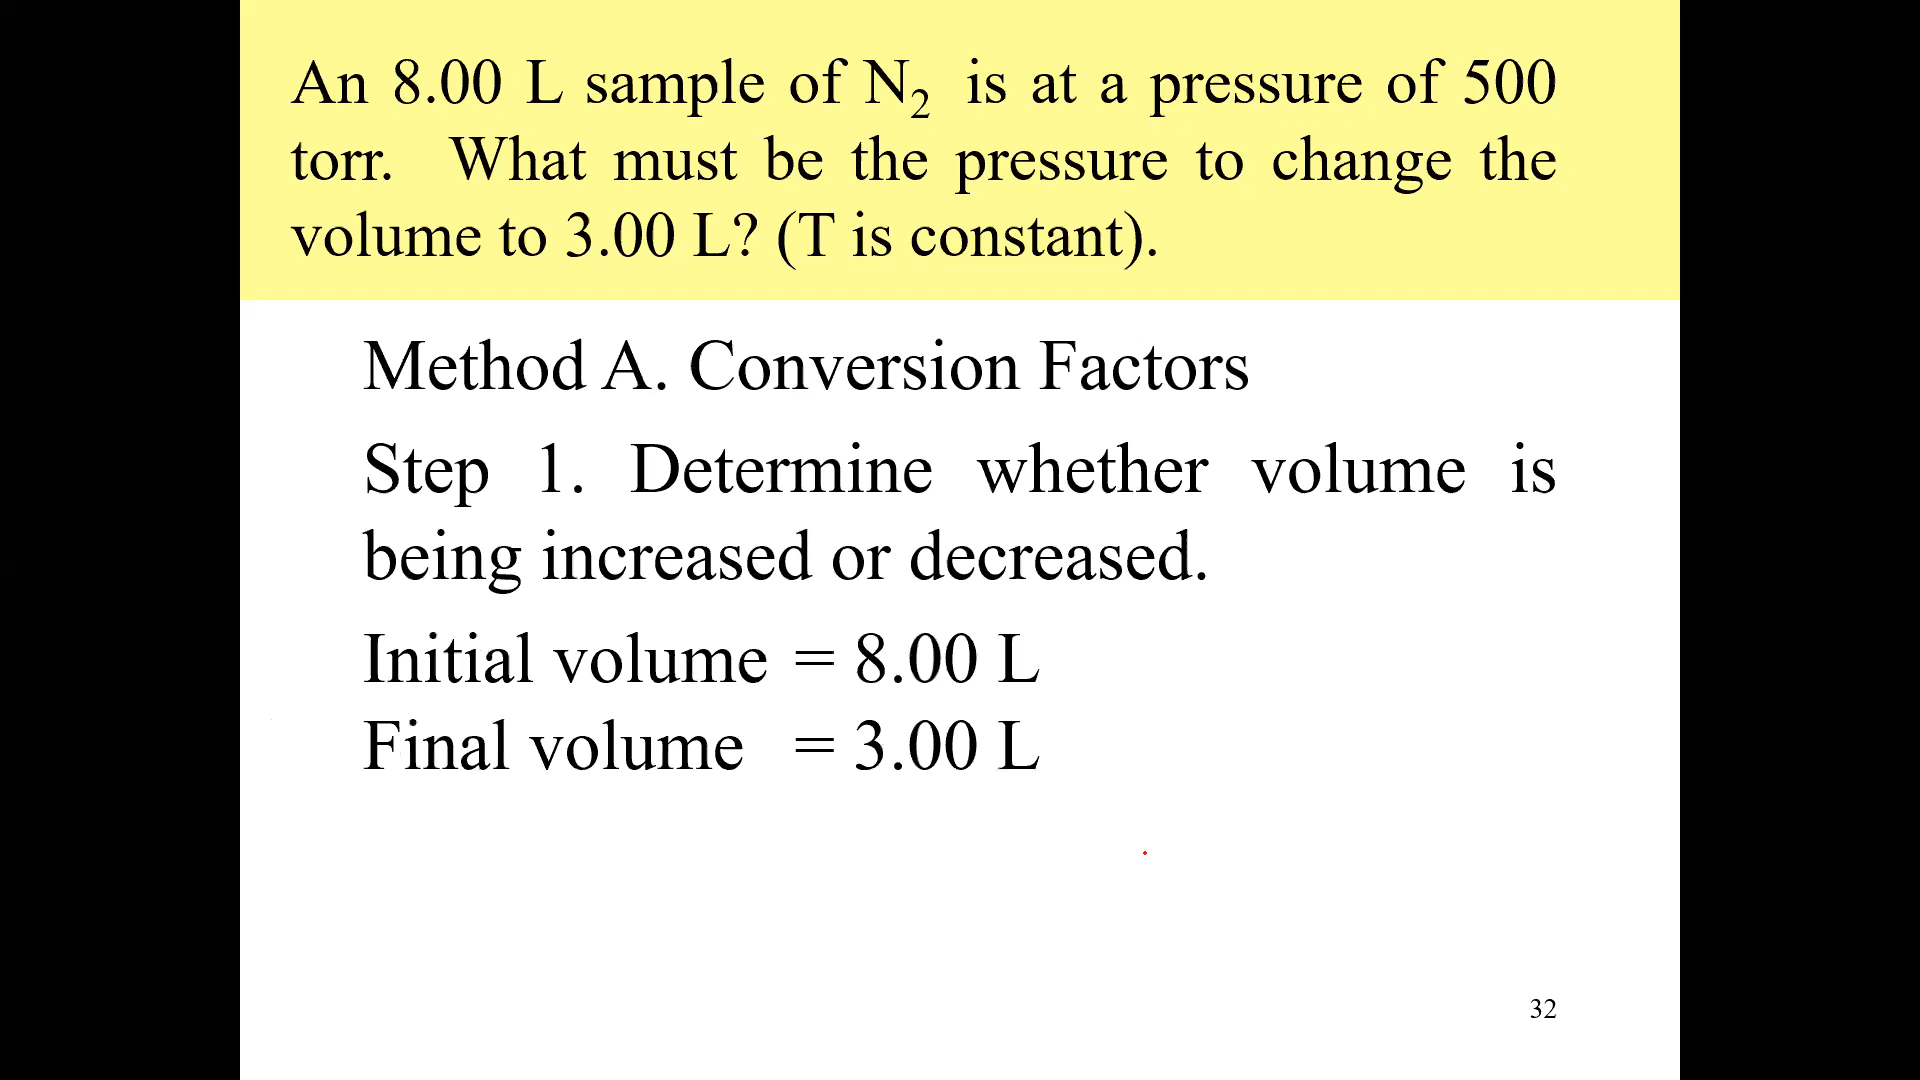 An 8.00 L sample of N₂ is at a pressure of 500
torr. What must be the pressure to change the
volume to 3.00 L? (T is constant).
Method A. Conversion Factors
Step 1. Determine whether volume is
being increased or decreased.
Initial volume = 8.00 L
Final volume = 3.00 L
32